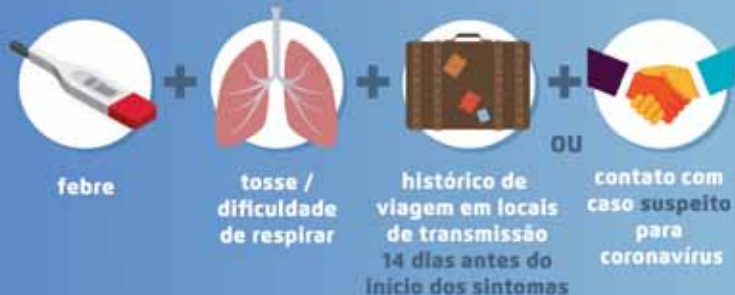 +
+
+
OU
febre
tosse /
dificuldade
de respirar
histórico de
viagem em locais
de transmissão
14 dias antes do
início dos sintomas
contato com
caso suspeito
para
coronavírus